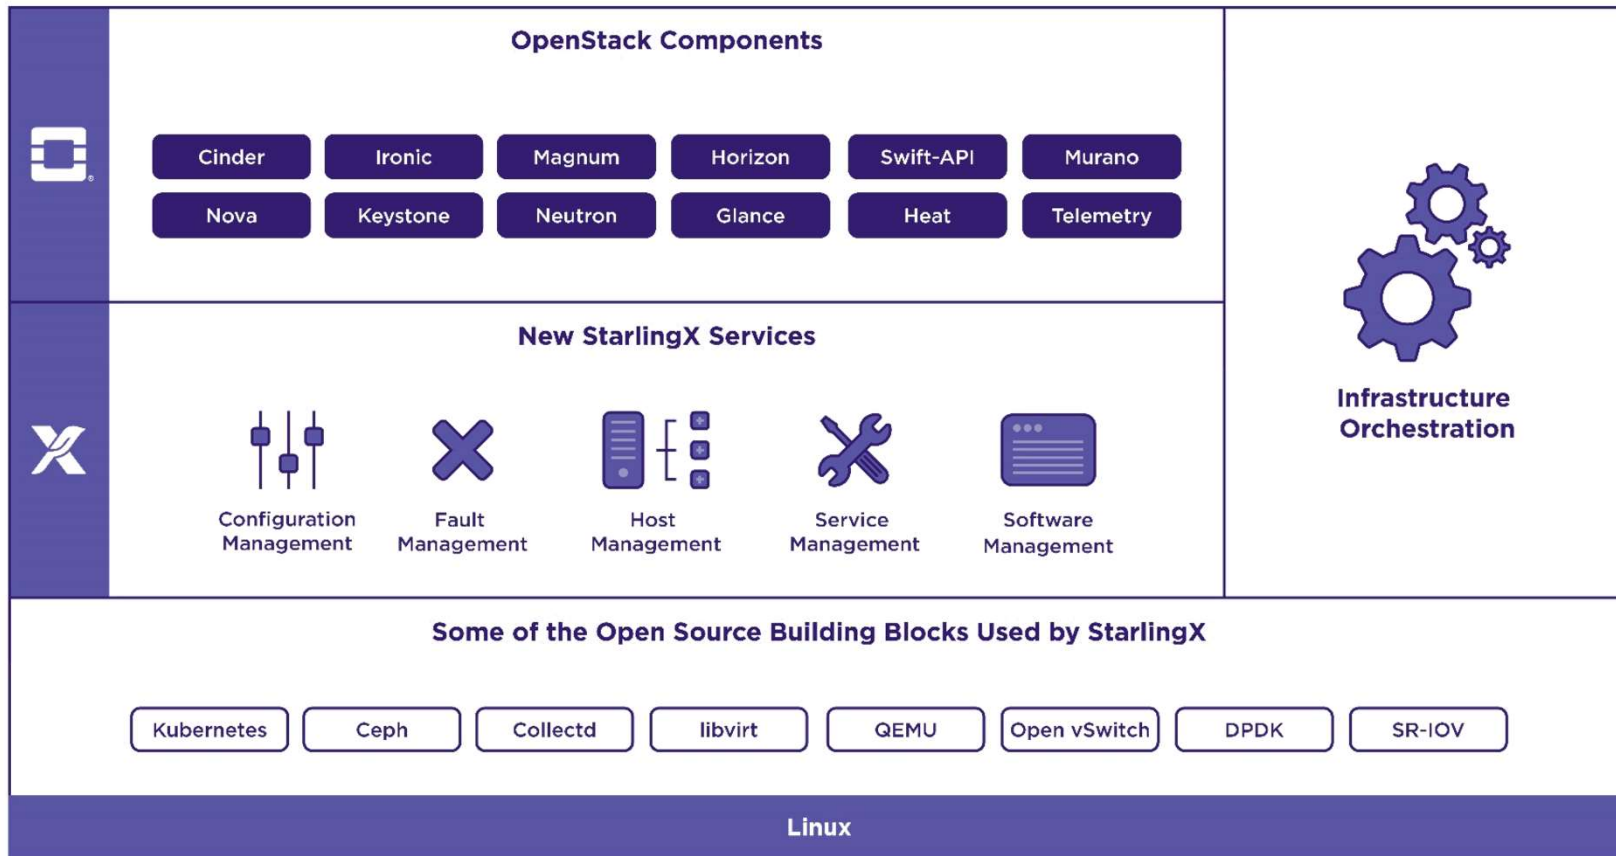 OpenStack Components
Cinder
Ironic
Magnum
Horizon
Swift-API
Murano
Nova
Keystone
Neutron
Glance
Heat
Telemetry
New StarlingX Services
Configuration
Management
Fault
Management
Host
Management
Service
Management
Software
Management
Infrastructure
Orchestration
Some of the Open Source Building Blocks Used by StarlingX
Kubernetes
Ceph
Collectd
libvirt
QEMU
Open vSwitch
DPDK
SR-IOV
Linux